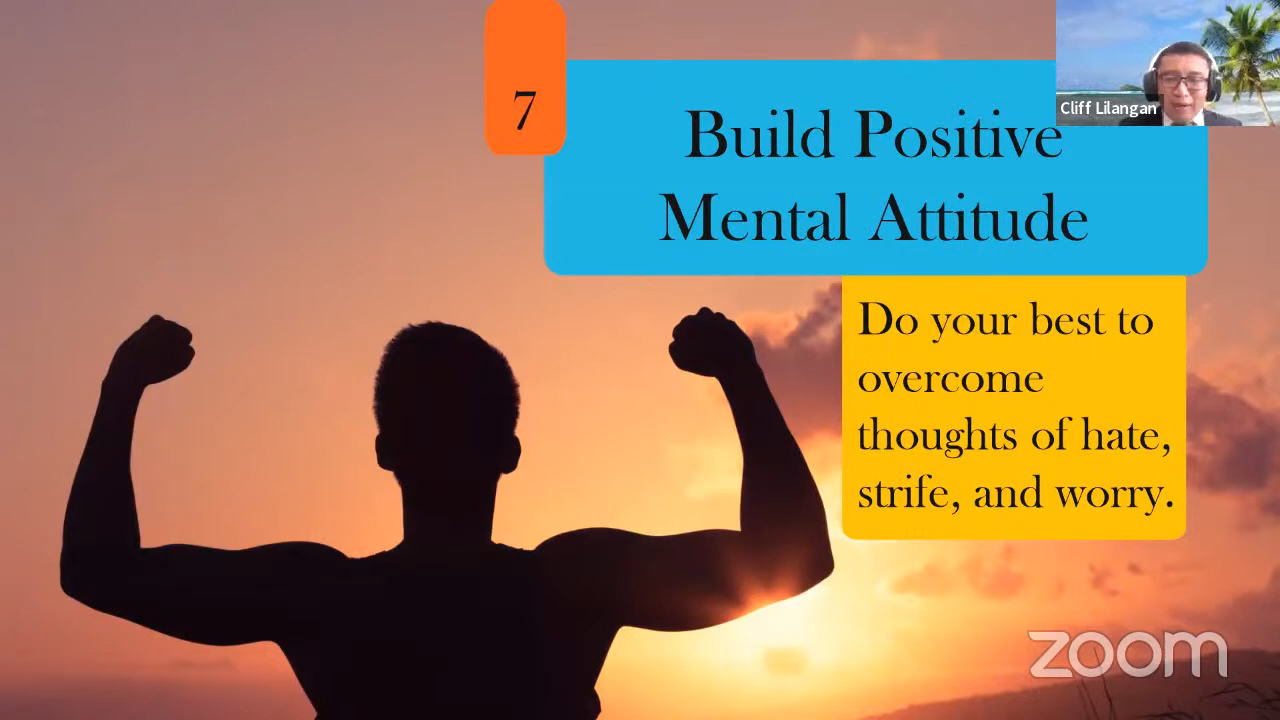 7
Build Positive
Mental Attitude
Cliff Lilangan
Do your best to
overcome
thoughts of hate,
strife, and worry.
zoom